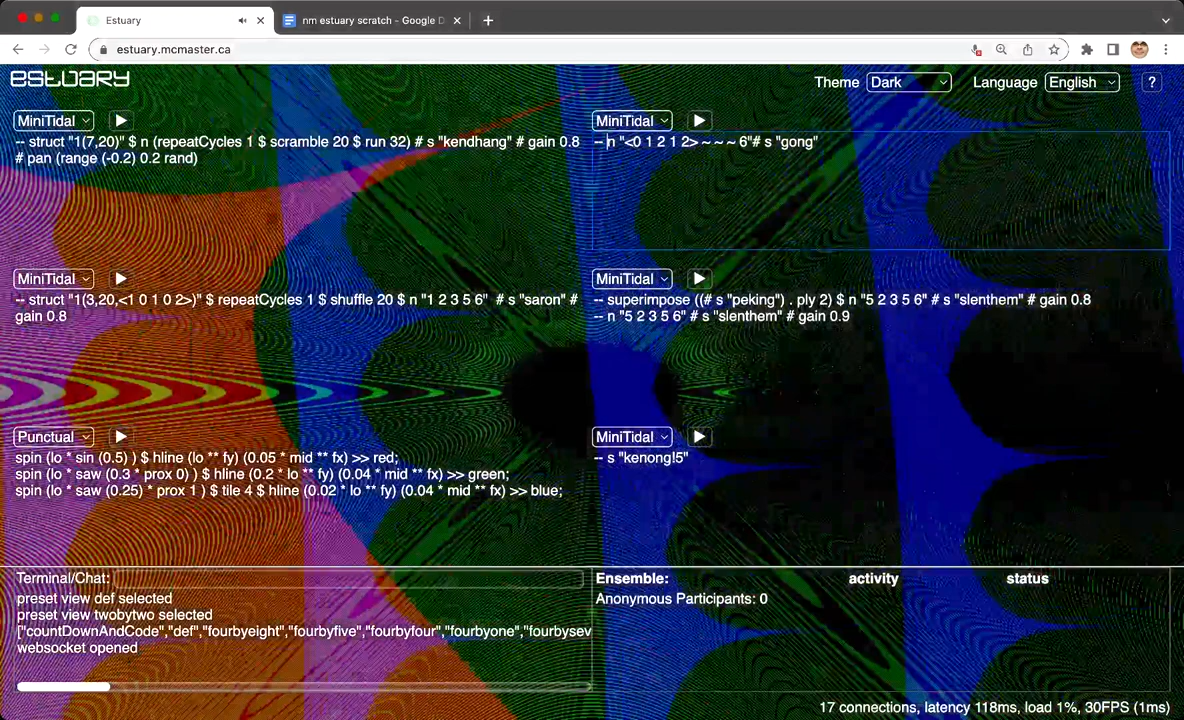 Estuary
nm estuary scratch - Google D
estuary.mcmaster.ca
estuary
Theme Dark Language English ?
MiniTidal
-- struct "1(7,20)" $ n (repeatCycles 1 $ scramble 20 $ run 32) # s "kendhang" # gain 0.8
# pan (range (-0.2) 0.2 rand)
MiniTidal
-- n "<0 1 2 1 2> ~ ~ ~ 6"# s "gong"
MiniTidal
-- struct "1(3,20,<1 0 1 0 2>)" $ repeatCycles 1 $ shuffle 20 $ n "1 2 3 5 6" # s "saron" #
gain 0.8
MiniTidal
-- superimpose ((# s "peking") . ply 2) $ n "5 2 3 5 6" # s "slenthem" # gain 0.8
-- n "5 2 3 5 6" # s "slenthem" # gain 0.9
Punctual
spin (lo * sin (0.5) ) $ hline (lo ** fy) (0.05 * mid ** fx) >> red;
spin (lo * saw (0.3 * prox 0) ) $ hline (0.2 * lo ** fy) (0.04 * mid ** fx) >> green;
spin (lo * saw (0.25) * prox 1 ) $ tile 4 $ hline (0.02 * lo ** fy) (0.04 * mid ** fx) >> blue;
MiniTidal
-- s "kenong!5"
Terminal/Chat:
preset view def selected
preset view twobytwo selected
["countDownAndCode","def","fourbyeight","fourbyfive","fourbyfour","fourbyone","fourbysev
websocket opened
Ensemble: activity status
Anonymous Participants: 0
17 connections, latency 118ms, load 1%, 30FPS (1ms)